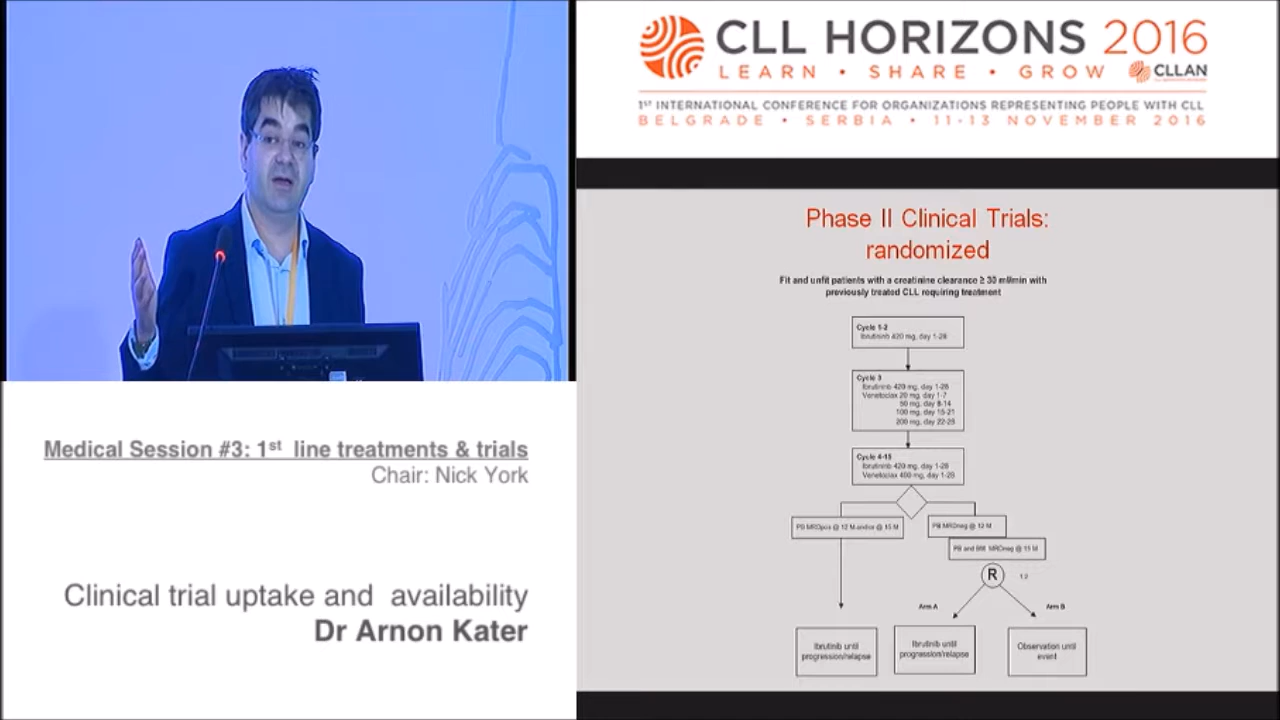 CLL HORIZONS 2016
LEARN • SHARE • GROW
CLLAN
1ST INTERNATIONAL CONFERENCE FOR ORGANIZATIONS REPRESENTING PEOPLE WITH CLL
BELGRADE • SERBIA • 11-13 NOVEMBER 2016
Phase II Clinical Trials:
randomized
Fit and unfit patients with a creatinine clearance ≥ 30 ml/min with
previously treated CLL requiring treatment
Cycle 1-2
Ibrutinib 420 mg, day 1-28
Cycle 3
Ibrutinib 420 mg, day 1-28
Venetoclax 20 mg, day 1-7
50 mg, day 8-14
100 mg, day 15-21
200 mg, day 22-28
Cycle 4-15
Ibrutinib 420 mg, day 1-28
Venetoclax 400 mg, day 1-28
PB MRDpos @ 12 M and/or @ 15 M
PB MRDneg @ 12 M
PB and BM MRDneg @ 15 M
R
1:2
Arm A
Arm B
Ibrutinib until
progression/relapse
Ibrutinib until
progression/relapse
Observation until
event
Medical Session #3: 1st line treatments & trials
Chair: Nick York
Clinical trial uptake and availability
Dr Arnon Kater